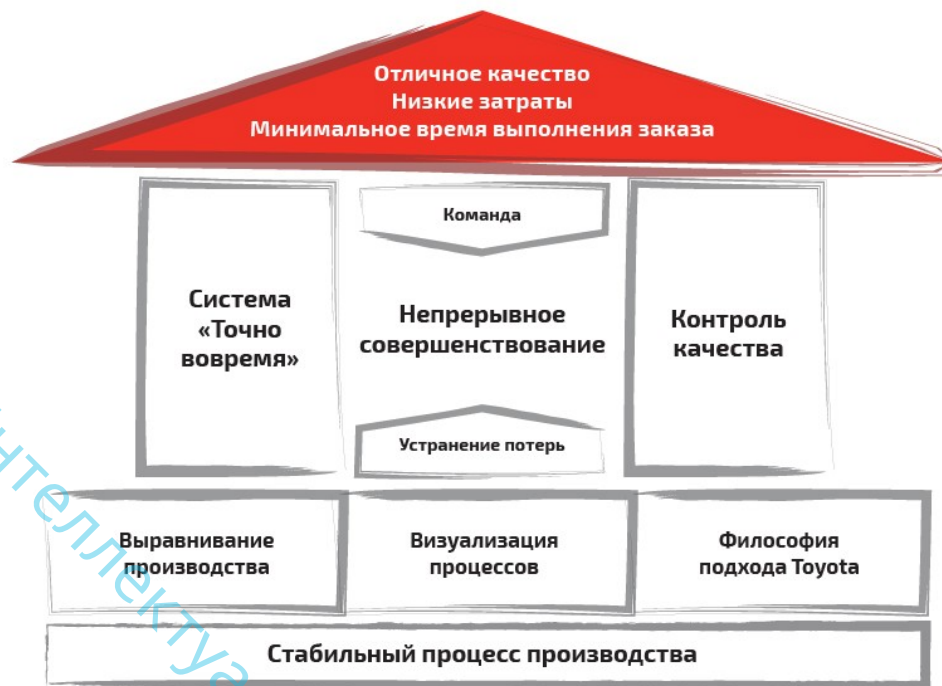 Отличное качество
Низкие затраты
Минимальное время выполнения заказа
Система
«Точно
вовремя»
Команда
Непрерывное
совершенствование
Устранение потерь
Контроль
качества
Выравнивание
производства
Визуализация
процессов
Философия
подхода Toyota
Стабильный процесс производства